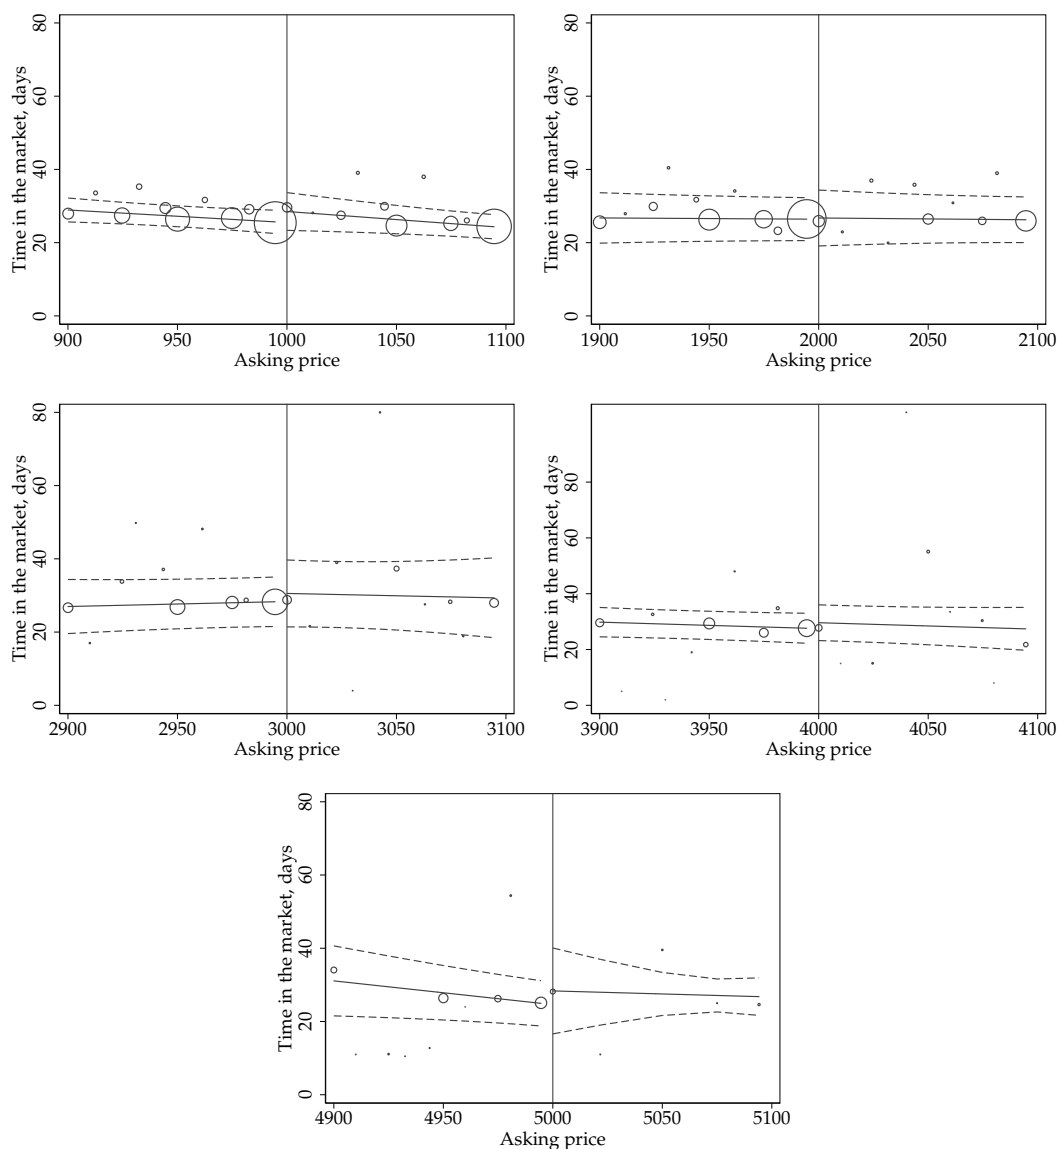 Time in the market, days
80
60
40
20
0
900 950 1000 1050 1100
Asking price
Time in the market, days
80
60
40
20
0
1900 1950 2000 2050 2100
Asking price
Time in the market, days
80
60
40
20
0
2900 2950 3000 3050 3100
Asking price
Time in the market, days
80
60
40
20
0
3900 3950 4000 4050 4100
Asking price
Time in the market, days
80
60
40
20
0
4900 4950 5000 5050 5100
Asking price